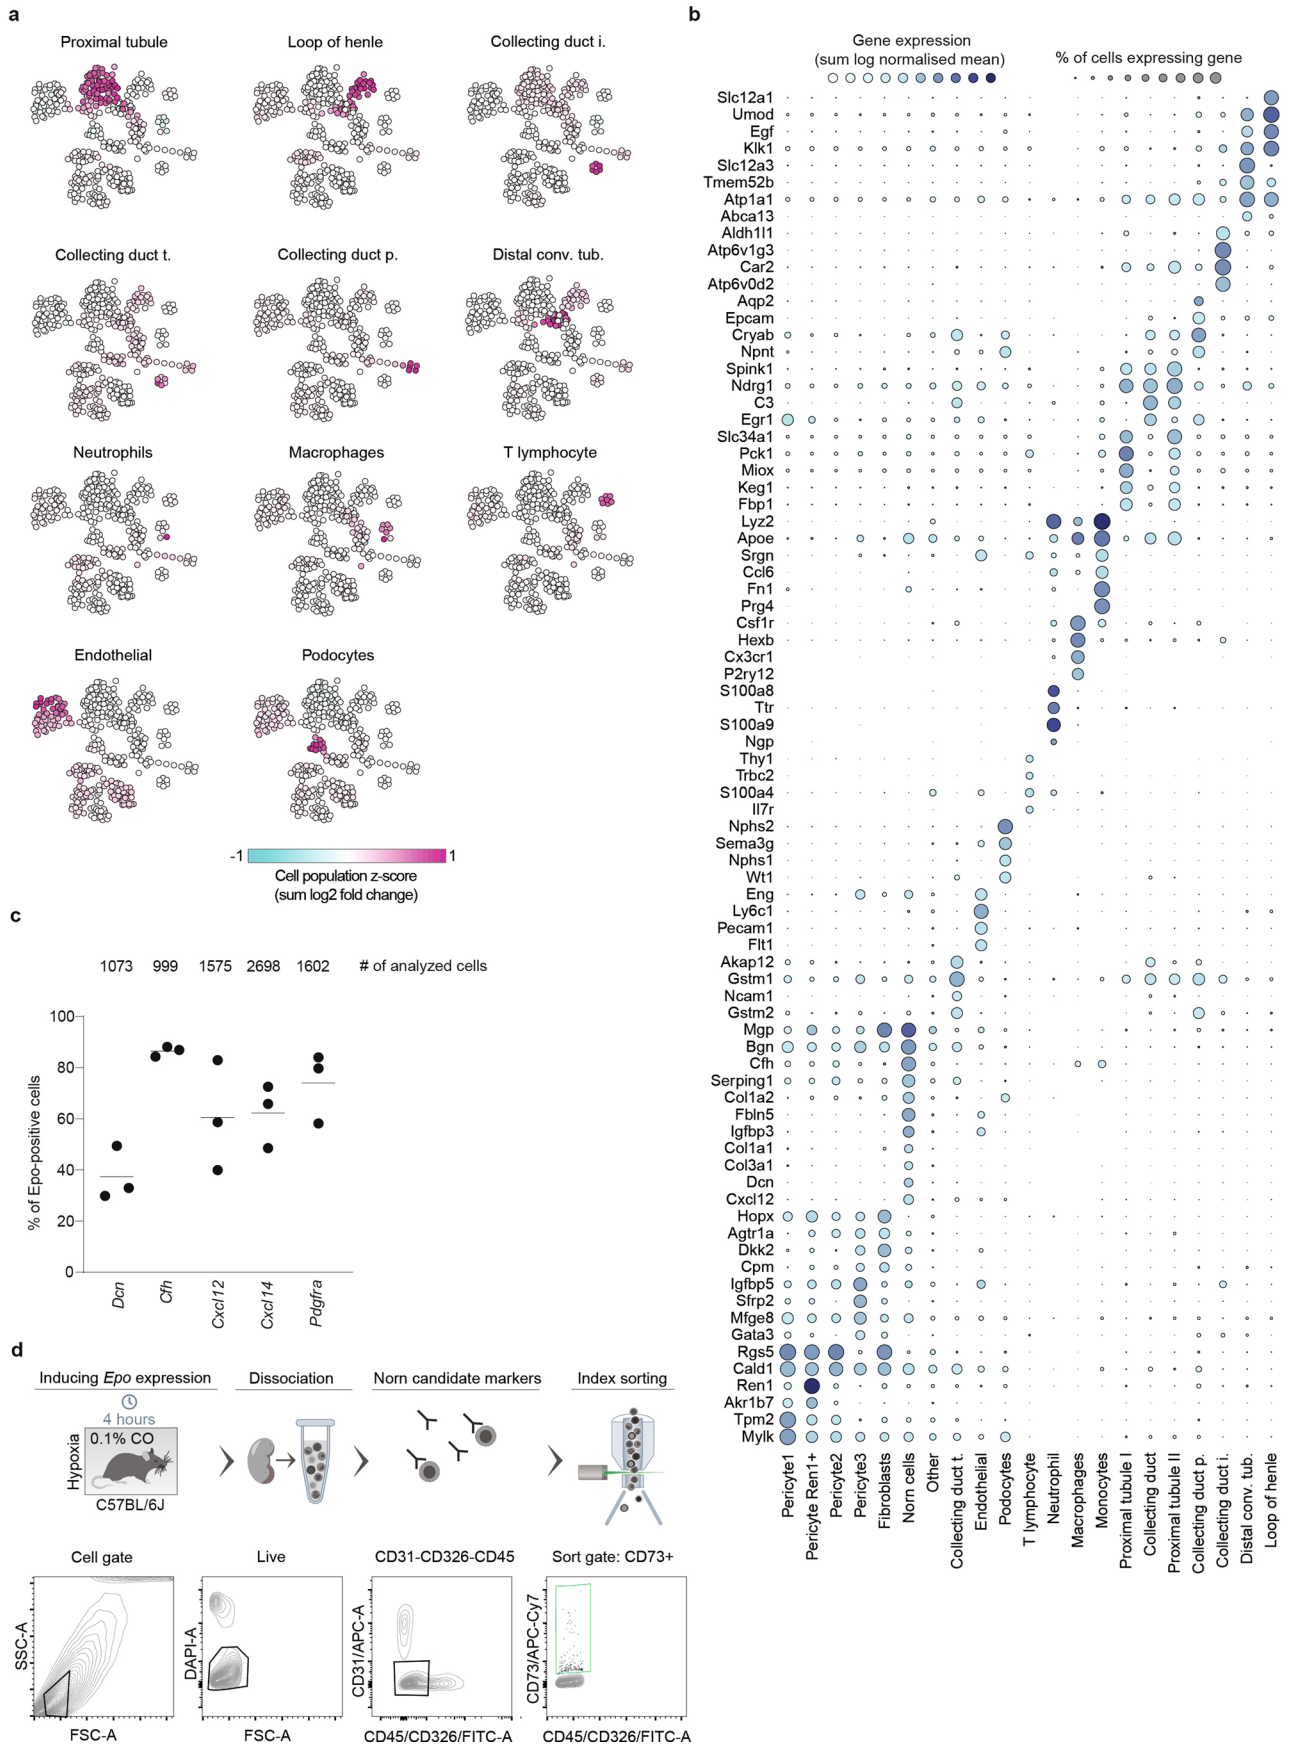 a
Proximal tubule
Loop of henle
Collecting duct i.
Collecting duct t.
Collecting duct p.
Distal conv. tub.
Neutrophils
Macrophages
T lymphocyte
Endothelial
Podocytes
-1
1
Cell population z-score
(sum log2 fold change)
b
Gene expression
(sum log normalised mean)
% of cells expressing gene
Slc12a1
Umod
Egf
Klk1
Slc12a3
Tmem52b
Atp1a1
Abca13
Aldh1l1
Atp6v1g3
Car2
Atp6v0d2
Aqp2
Epcam
Cryab
Npnt
Spink1
Ndrg1
C3
Egr1
Slc34a1
Pck1
Miox
Keg1
Fbp1
Lyz2
Apoe
Srgn
Ccl6
Fn1
Prg4
Csf1r
Hexb
Cx3cr1
P2ry12
S100a8
Ttr
S100a9
Ngp
Thy1
Trbc2
S100a4
Il7r
Nphs2
Sema3g
Nphs1
Wt1
Eng
Ly6c1
Pecam1
Flt1
Akap12
Gstm1
Ncam1
Gstm2
Mgp
Bgn
Cfh
Serping1
Col1a2
Fbln5
Igfbp3
Col1a1
Col3a1
Dcn
Cxcl12
Hopx
Agtr1a
Dkk2
Cpm
Igfbp5
Sfrp2
Mfge8
Gata3
Rgs5
Cald1
Ren1
Akr1b7
Tpm2
Mylk
Pericyte1
Pericyte Ren1+
Pericyte2
Pericyte3
Fibroblasts
Norn cells
Other
Collecting duct t.
Endothelial
Podocytes
T lymphocyte
Neutrophil
Macrophages
Monocytes
Proximal tubule I
Collecting duct
Proximal tubule II
Collecting duct p.
Collecting duct i.
Distal conv. tub.
Loop of henle
c
1073 999 1575 2698 1602 # of analyzed cells
% of Epo-positive cells
100
80
60
40
20
0
Dcn
Cfh
Cxcl12
Cxcl14
Pdgfra
d
Inducing Epo expression
Dissociation
Norn candidate markers
Index sorting
4 hours
Hypoxia
0.1% CO
C57BL/6J
Cell gate
Live
CD31-CD326-CD45
Sort gate: CD73+
SSC-A
FSC-A
DAPI-A
FSC-A
CD31/APC-A
CD45/CD326/FITC-A
CD73/APC-Cy7
CD45/CD326/FITC-A